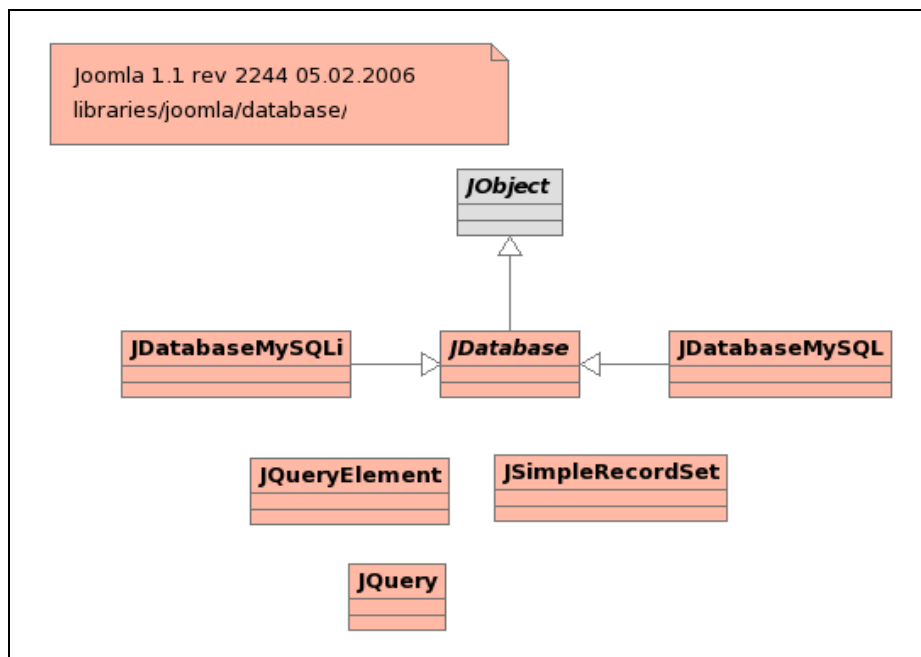 Joomla 1.1 rev 2244 05.02.2006
libraries/joomla/database/
JObject
JDatabaseMySQLi
JDatabase
JDatabaseMySQL
JQueryElement
JSimpleRecordSet
JQuery